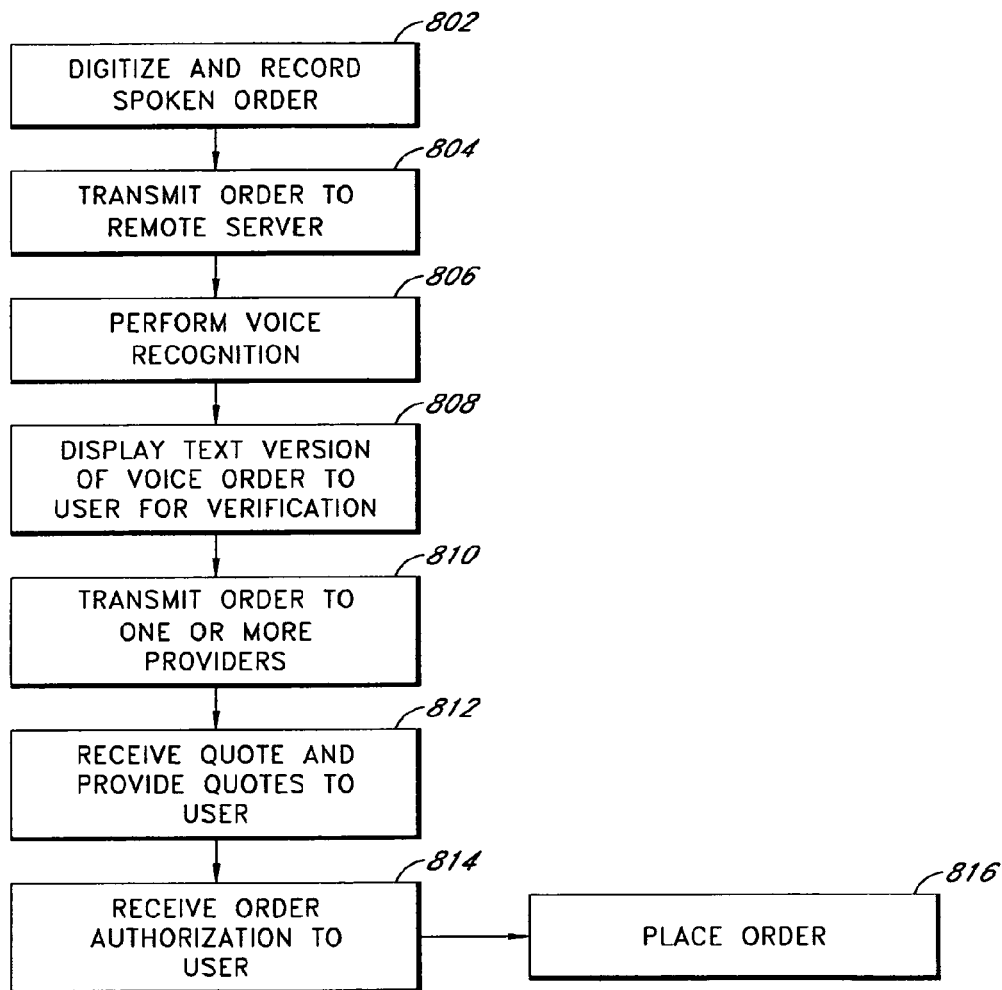 802
DIGITIZE AND RECORD
SPOKEN ORDER
804
TRANSMIT ORDER TO
REMOTE SERVER
806
PERFORM VOICE
RECOGNITION
808
DISPLAY TEXT VERSION
OF VOICE ORDER TO
USER FOR VERIFICATION
810
TRANSMIT ORDER TO
ONE OR MORE
PROVIDERS
812
RECEIVE QUOTE AND
PROVIDE QUOTES TO
USER
814
RECEIVE ORDER
AUTHORIZATION TO
USER
816
PLACE ORDER